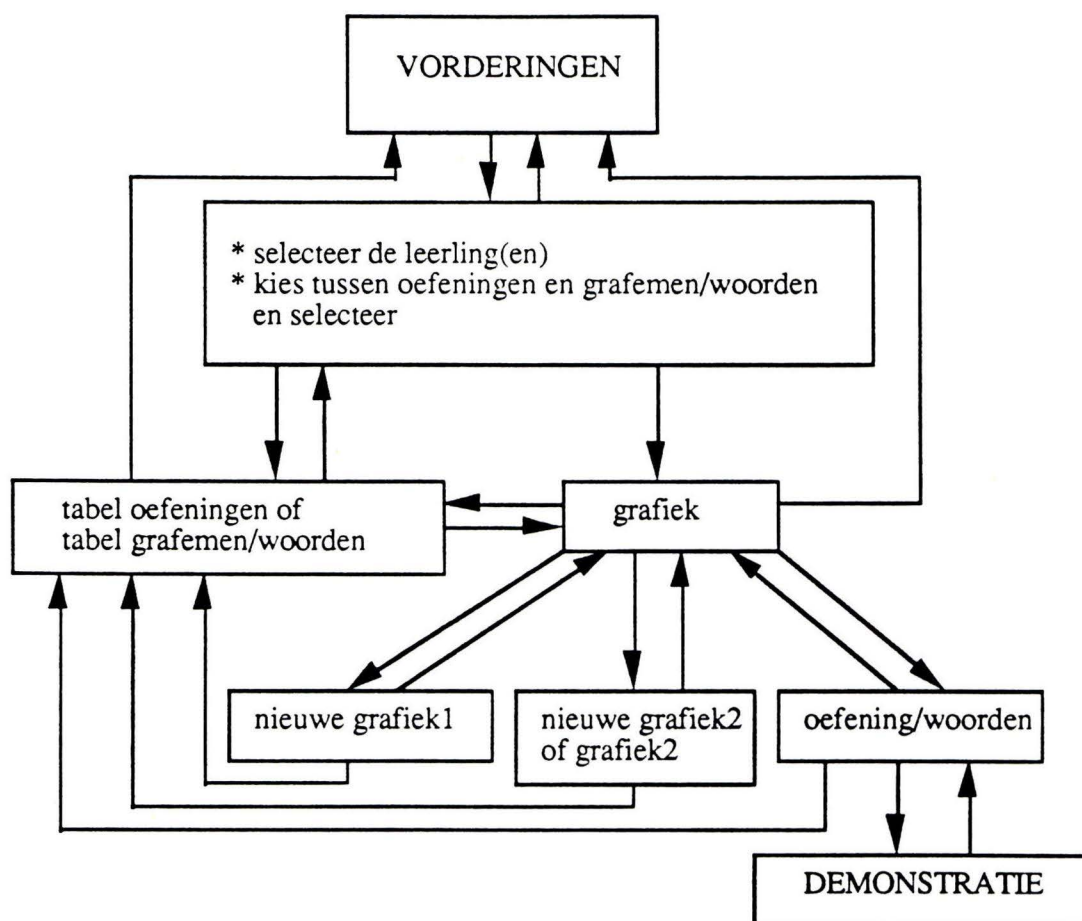 VORDERINGEN
* selecteer de leerling(en)
* kies tussen oefeningen en grafemen/woorden
en selecteer
tabel oefeningen of
tabel grafemen/woorden
grafiek
nieuwe grafiek1
nieuwe grafiek2
of grafiek2
oefening/woorden
DEMONSTRATIE